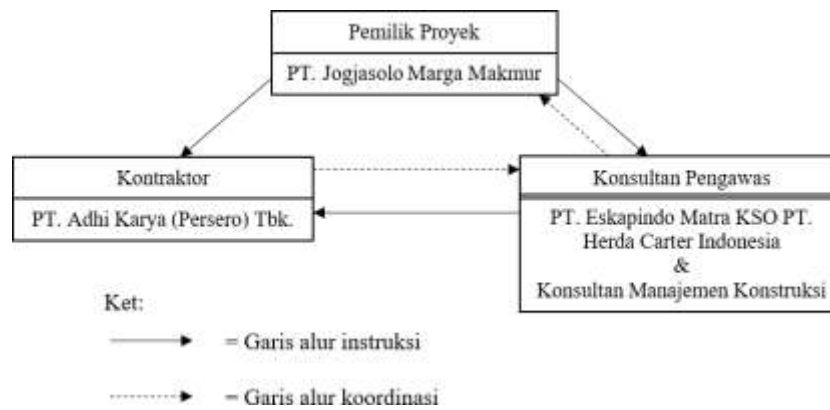 Pemilik Proyek
PT. Jogjasolo Marga Makmur
Kontraktor
PT. Adhi Karya (Persero) Tbk.
Konsultan Pengawas
PT. Eskapindo Matra KSO PT.
Herda Carter Indonesia
&
Konsultan Manajemen Konstruksi
Ket:
= Garis alur instruksi
= Garis alur koordinasi